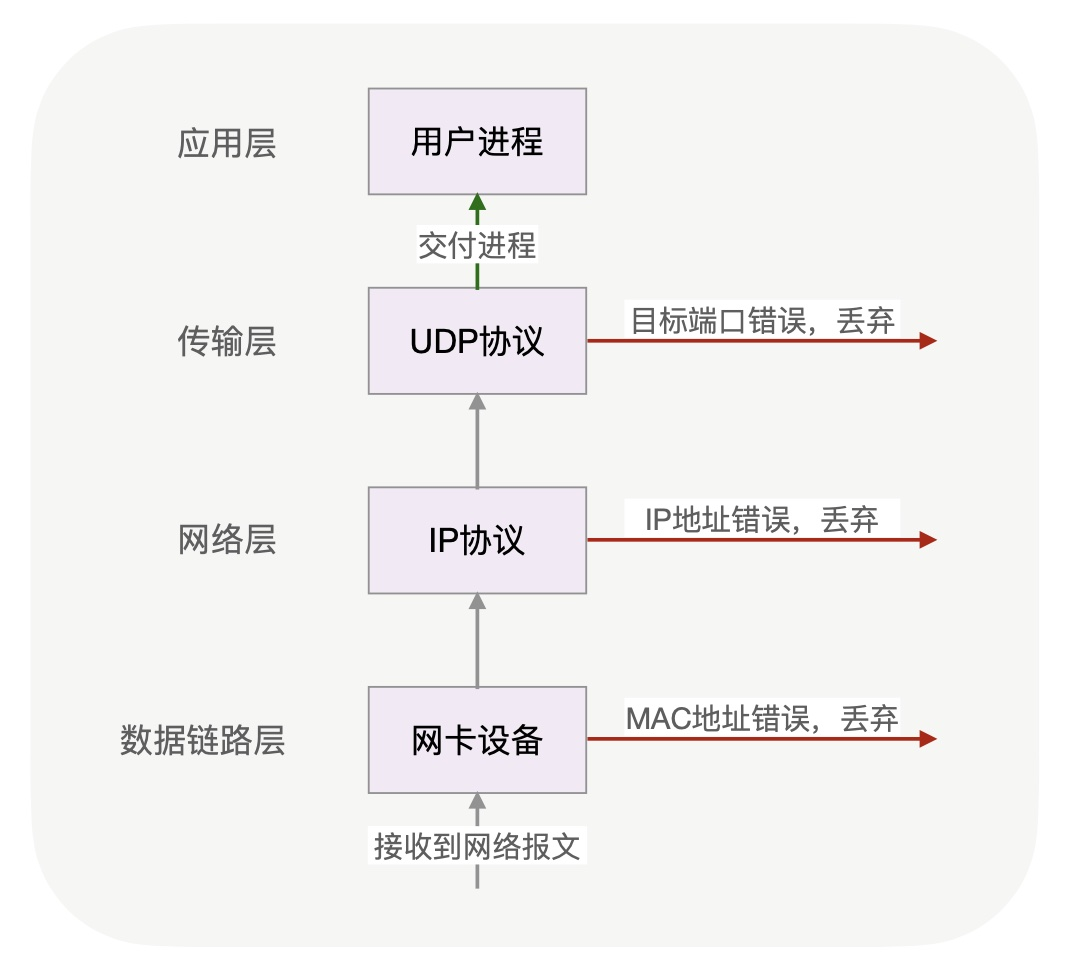 应用层
用户进程
交付进程
传输层
UDP协议
目标端口错误，丢弃
网络层
IP协议
IP地址错误，丢弃
数据链路层
网卡设备
MAC地址错误，丢弃
接收到网络报文